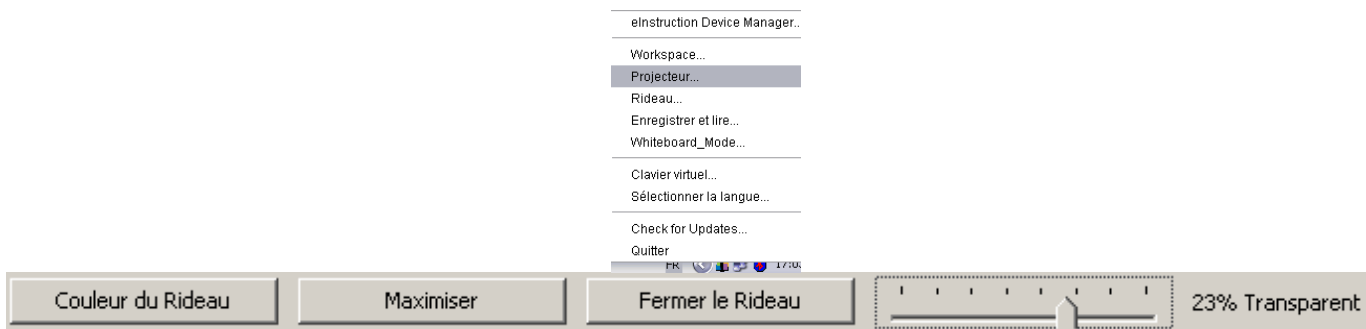 eInstruction Device Manager..
Workspace...
Projecteur...
Rideau...
Enregistrer et lire...
Whiteboard_Mode...
Clavier virtuel...
Sélectionner la langue...
Check for Updates...
Quitter
FR
Couleur du Rideau Maximiser Fermer le Rideau 23% Transparent